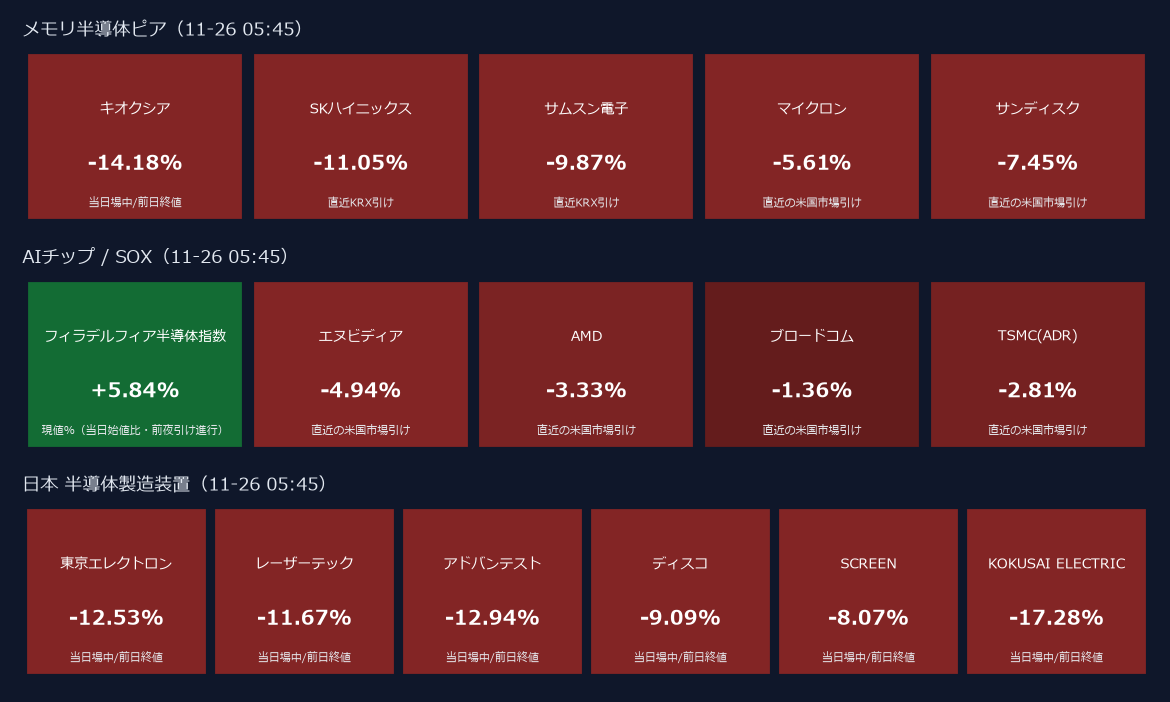 メモリ半導体ピア（11-26 05:45）
キオクシア
-14.18%
当日場中/前日終値
SKハイニックス
-11.05%
直近KRX引け
サムスン電子
-9.87%
直近KRX引け
マイクロン
-5.61%
直近の米国市場引け
サンディスク
-7.45%
直近の米国市場引け
AIチップ / SOX（11-26 05:45）
フィラデルフィア半導体指数
+5.84%
現値%（当日始値比・前夜引け進行）
エヌビディア
-4.94%
直近の米国市場引け
AMD
-3.33%
直近の米国市場引け
ブロードコム
-1.36%
直近の米国市場引け
TSMC(ADR)
-2.81%
直近の米国市場引け
日本 半導体製造装置（11-26 05:45）
東京エレクトロン
-12.53%
当日場中/前日終値
レーザーテック
-11.67%
当日場中/前日終値
アドバンテスト
-12.94%
当日場中/前日終値
ディスコ
-9.09%
当日場中/前日終値
SCREEN
-8.07%
当日場中/前日終値
KOKUSAI ELECTRIC
-17.28%
当日場中/前日終値